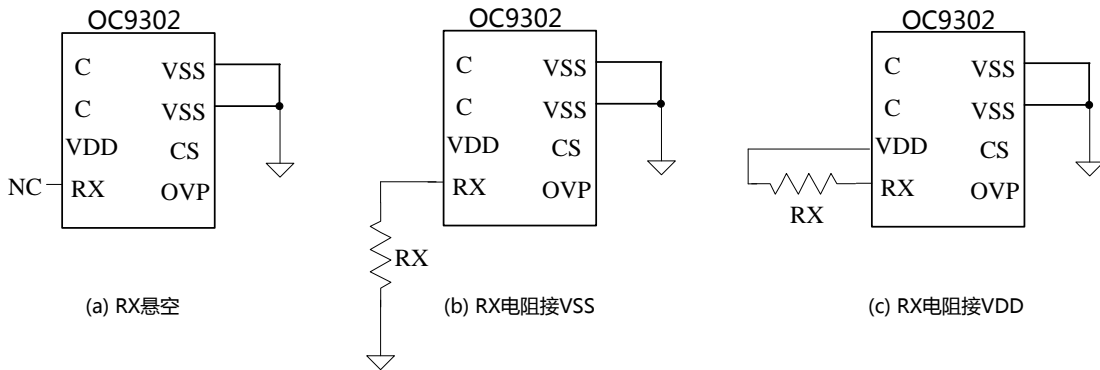 OC9302
C VSS
C VSS
VDD CS
NC RX OVP
(a) RX悬空
OC9302
C VSS
C VSS
VDD CS
RX OVP
RX
(b) RX电阻接VSS
OC9302
C VSS
C VSS
VDD CS
RX OVP
RX
(c) RX电阻接VDD